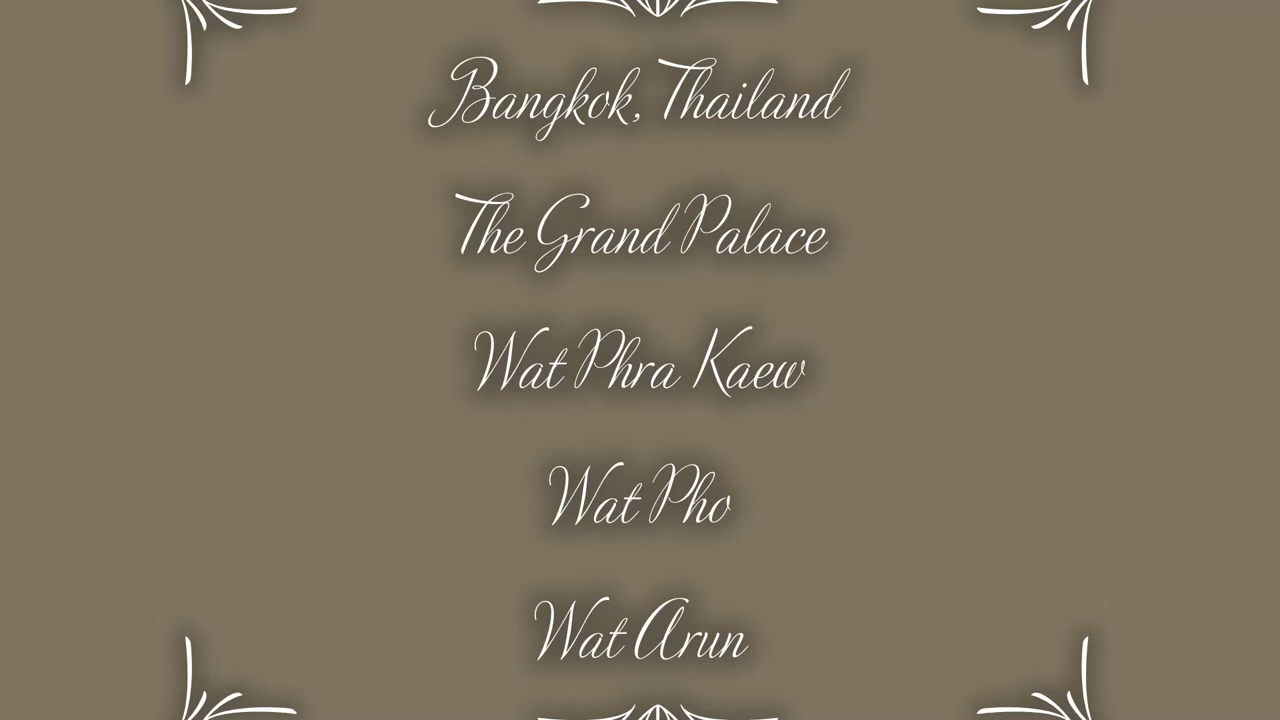 Bangkok, Thailand
The Grand Palace
Wat Phra Kaew
Wat Pho
Wat Arun